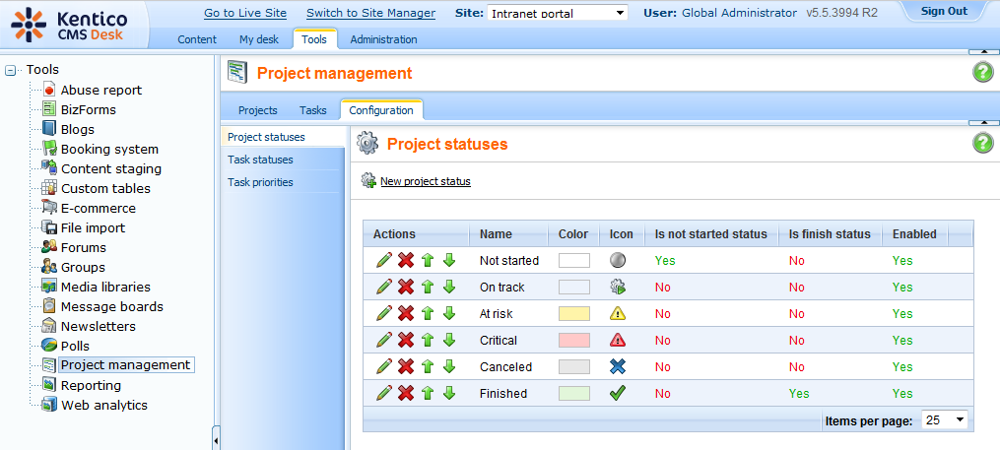 Kentico
CMS Desk
Go to Live Site Switch to Site Manager Site: Intranet portal User: Global Administrator v5.5.3994 R2 Sign Out
Content My desk Tools Administration
Tools
Abuse report
BizForms
Blogs
Booking system
Content staging
Custom tables
E-commerce
File import
Forums
Groups
Media libraries
Message boards
Newsletters
Polls
Project management
Reporting
Web analytics
Project management
Projects Tasks Configuration
Project statuses
Task statuses
Task priorities
Project statuses
New project status
Actions Name Color Icon Is not started status Is finish status Enabled
Not started Yes No Yes
On track No No Yes
At risk No No Yes
Critical No No Yes
Canceled No No Yes
Finished No Yes Yes
Items per page: 25